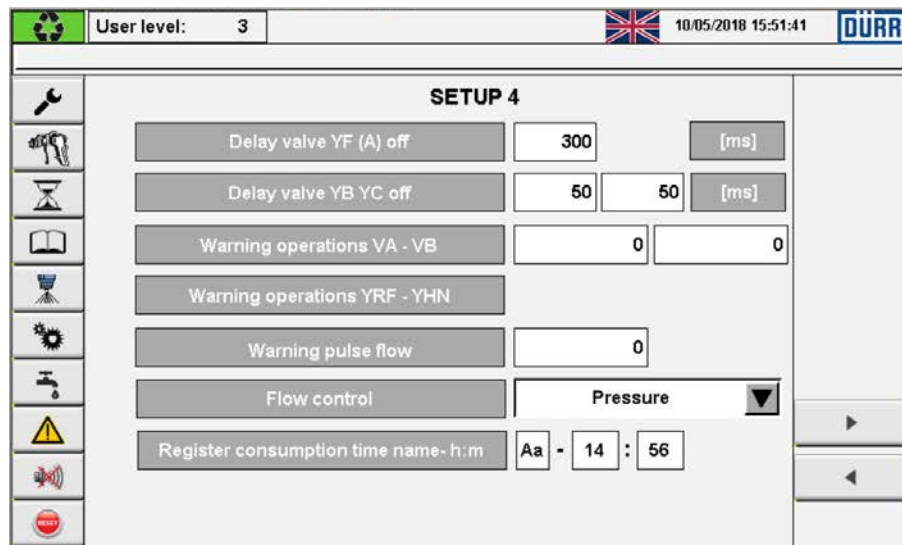 User level: 3 10/05/2018 15:51:41 DÜRR
SETUP 4
Delay valve YF (A) off 300 [ms]
Delay valve YB YC off 50 50 [ms]
Warning operations VA - VB 0 0
Warning operations YRF - YHN
Warning pulse flow 0
Flow control Pressure
Register consumption time name- h:m Aa - 14 : 56
RESET